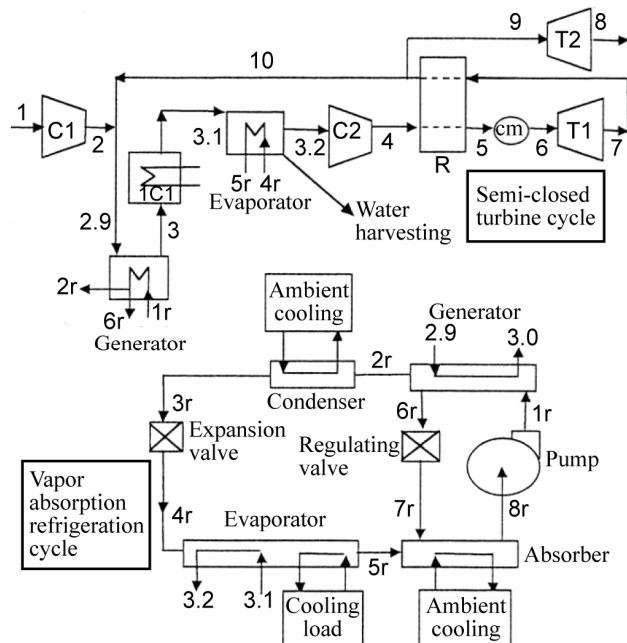 9
T2
8
10
1
C1
2
3.1
C2
3.2
4
R
5
cm
6
T1
7
1C1
5r 4r
Evaporator
Water
harvesting
Semi-closed
turbine cycle
2.9
3
2r
6r
1r
Generator
Ambient
cooling
Generator
2.9
3.0
2r
Condenser
3r
6r
1r
Expansion
valve
Regulating
valve
Pump
Vapor
absorption
refrigeration
cycle
4r
7r
8r
Evaporator
5r
Absorber
3.2
3.1
Cooling
load
Ambient
cooling